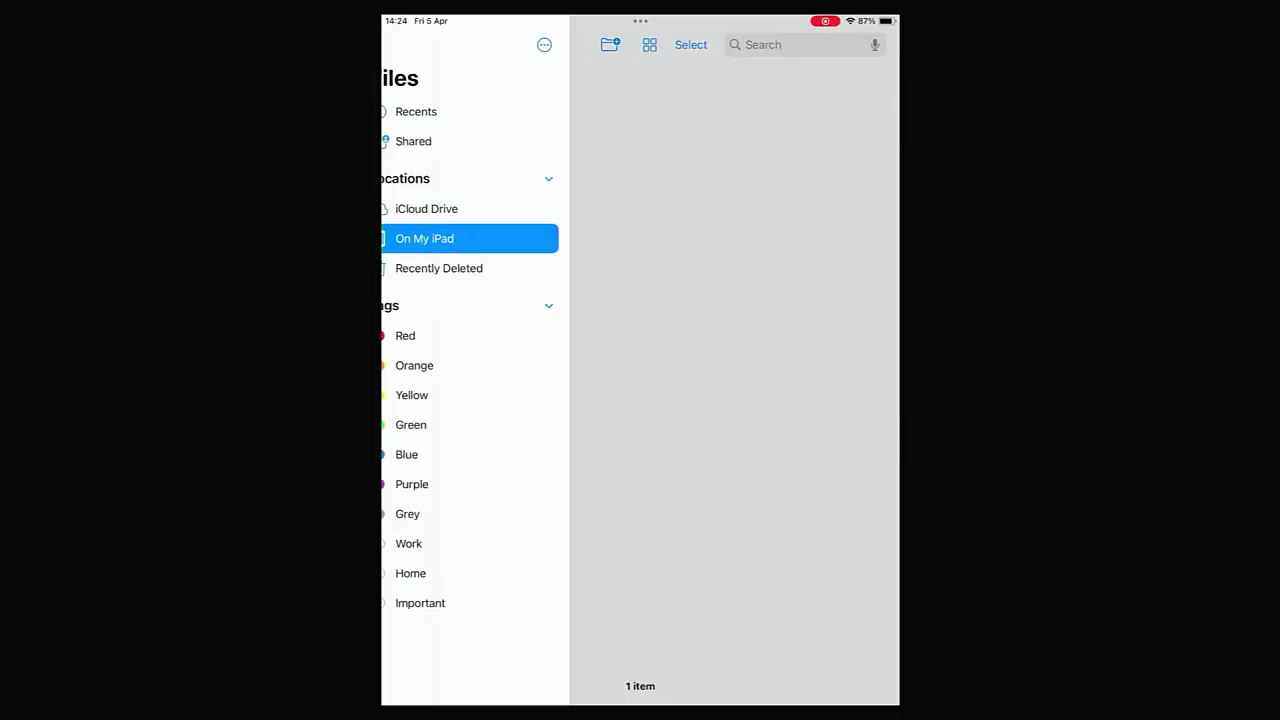 14:24 Fri 5 Apr
87%
Select
Search
iles
Recents
Shared
ocations
iCloud Drive
On My iPad
Recently Deleted
ags
Red
Orange
Yellow
Green
Blue
Purple
Grey
Work
Home
Important
1 item